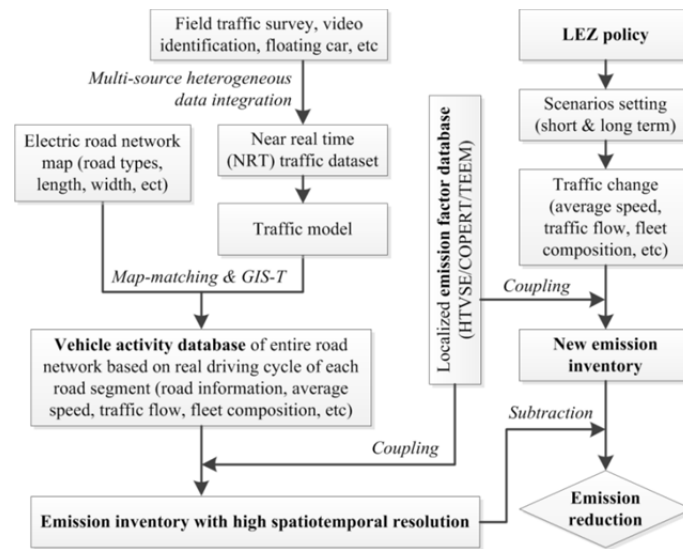 Field traffic survey, video
identification, floating car, etc
Multi-source heterogeneous
data integration
Electric road network
map (road types,
length, width, ect)
Near real time
(NRT) traffic dataset
Traffic model
Map-matching & GIS-T
Vehicle activity database of entire road
network based on real driving cycle of each
road segment (road information, average
speed, traffic flow, fleet composition, etc)
Coupling
Emission inventory with high spatiotemporal resolution
Localized emission factor database
(HTVSE/COPERT/TEEM)
LEZ policy
Scenarios setting
(short & long term)
Traffic change
(average speed,
traffic flow, fleet
composition, etc)
Coupling
New emission
inventory
Subtraction
Emission
reduction